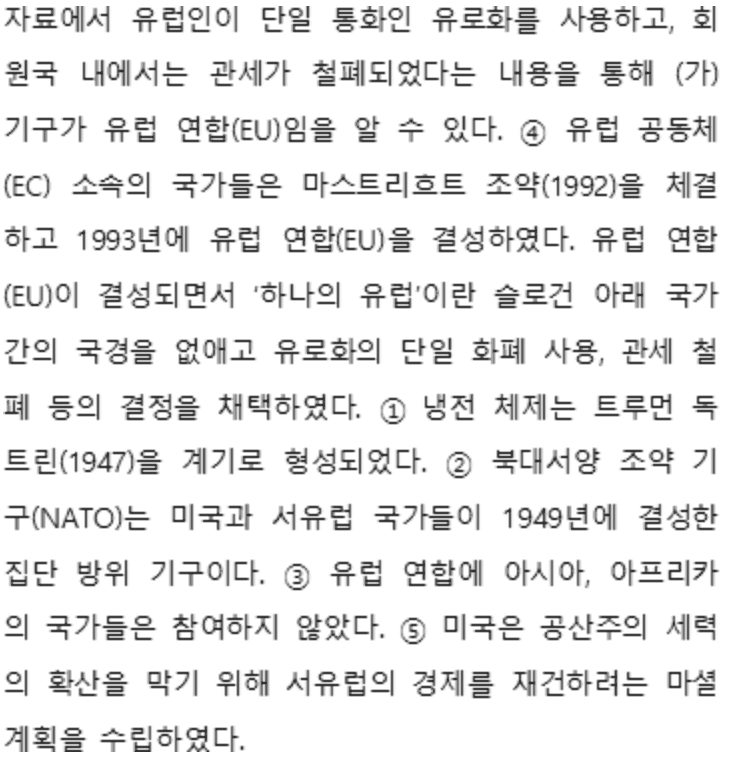 자료에서 유럽인이 단일 통화인 유로화를 사용하고, 회
원국 내에서는 관세가 철폐되었다는 내용을 통해 (가)
기구가 유럽 연합(EU)임을 알 수 있다. ④ 유럽 공동체
(EC) 소속의 국가들은 마스트리흐트 조약(1992)을 체결
하고 1993년에 유럽 연합(EU)을 결성하였다. 유럽 연합
(EU)이 결성되면서 '하나의 유럽'이란 슬로건 아래 국가
간의 국경을 없애고 유로화의 단일 화폐 사용, 관세 철
폐 등의 결정을 채택하였다. ① 냉전 체제는 트루먼 독
트린(1947)을 계기로 형성되었다. ② 북대서양 조약 기
구(NATO)는 미국과 서유럽 국가들이 1949년에 결성한
집단 방위 기구이다. ③ 유럽 연합에 아시아, 아프리카
의 국가들은 참여하지 않았다. ⑤ 미국은 공산주의 세력
의 확산을 막기 위해 서유럽의 경제를 재건하려는 마셜
계획을 수립하였다.